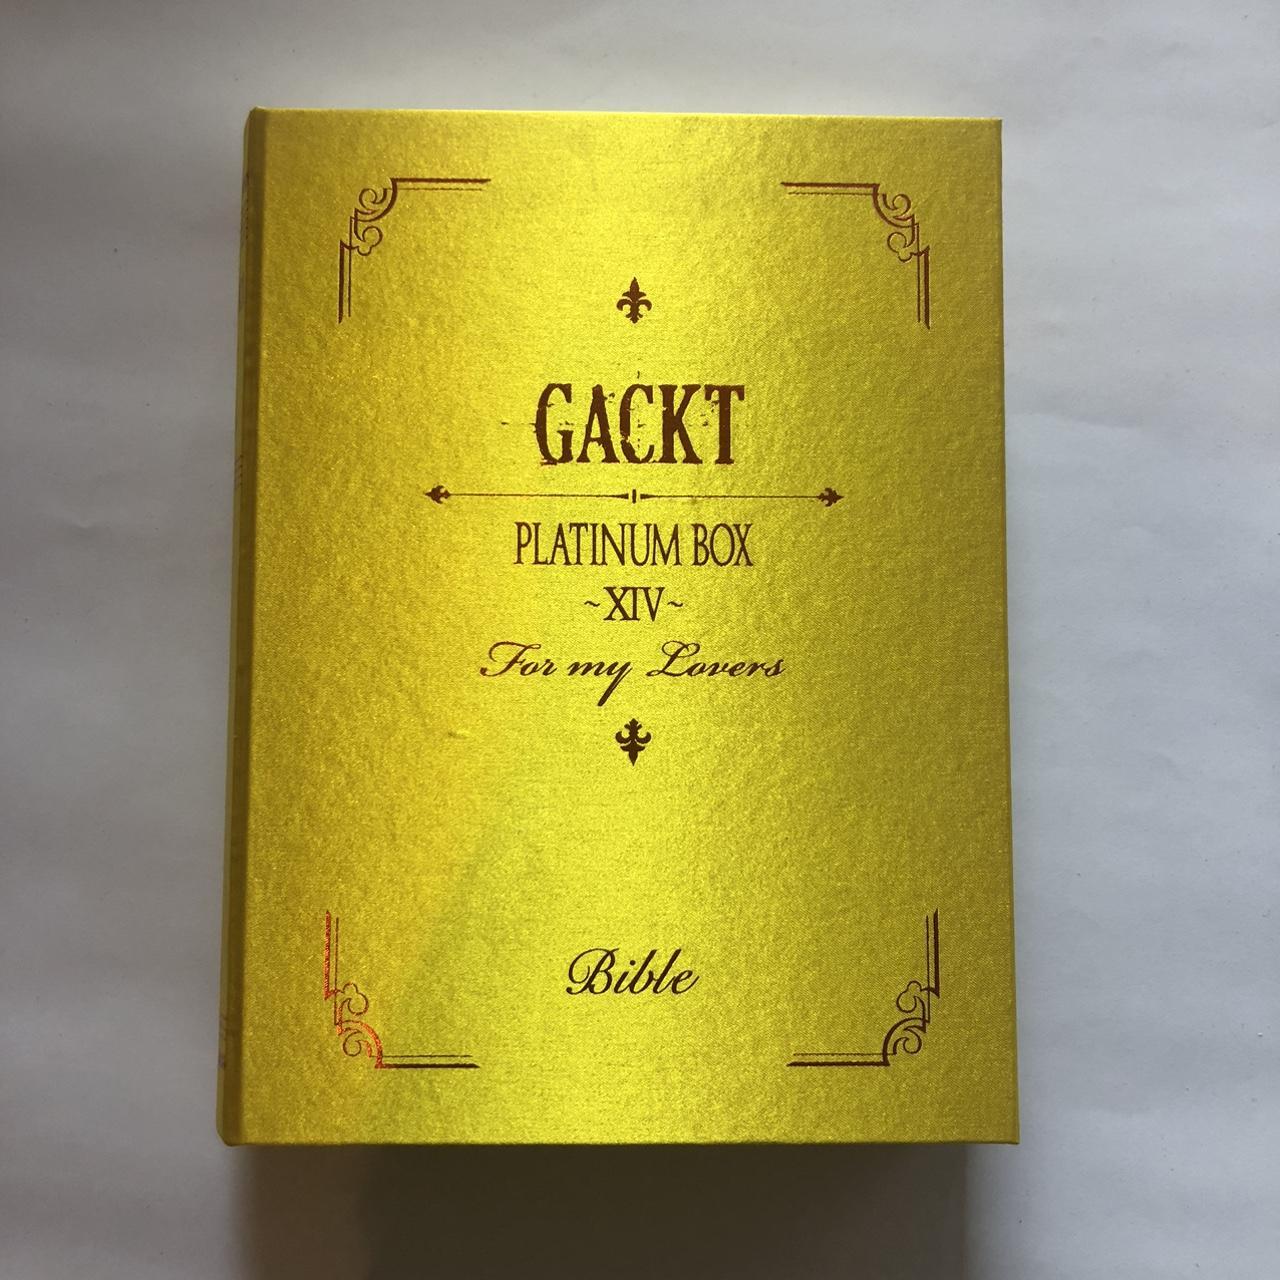 GACKT
PLATINUM BOX
~XIV~
For my Lovers
Bible